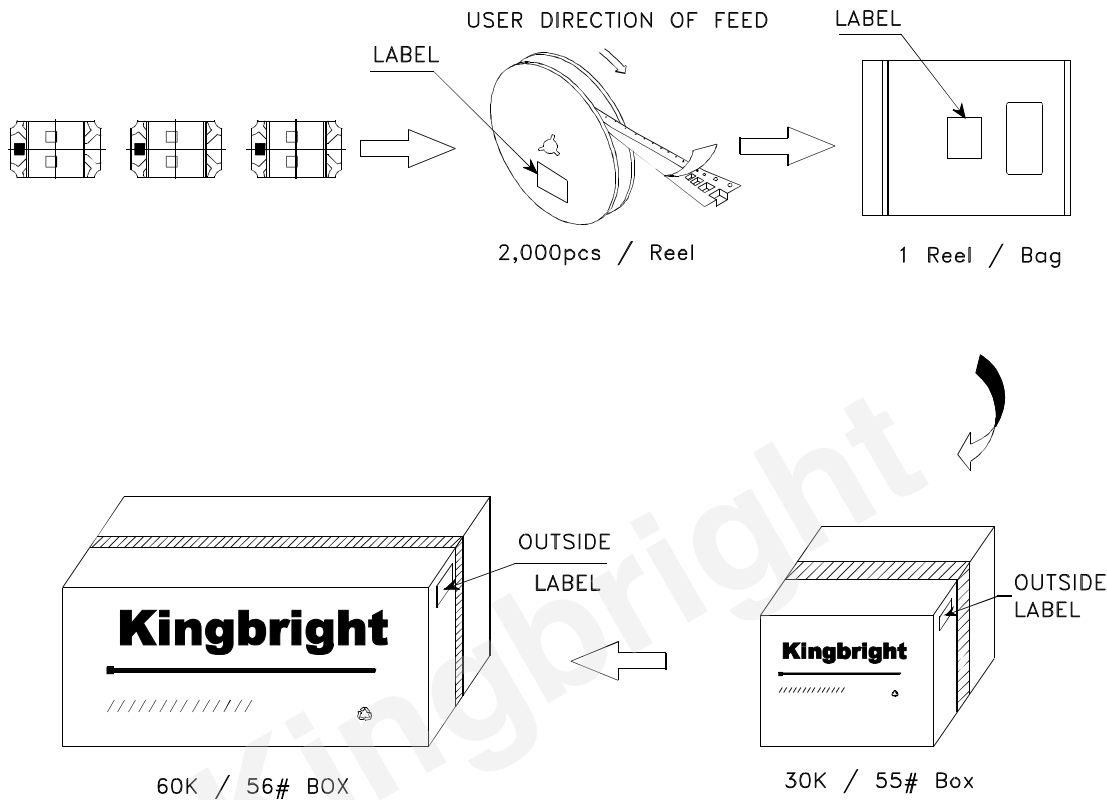 USER DIRECTION OF FEED
LABEL
LABEL
2,000pcs / Reel
1 Reel / Bag
OUTSIDE
LABEL
Kingbright
60K / 56# BOX
OUTSIDE
LABEL
Kingbright
30K / 55# Box
Kingbright